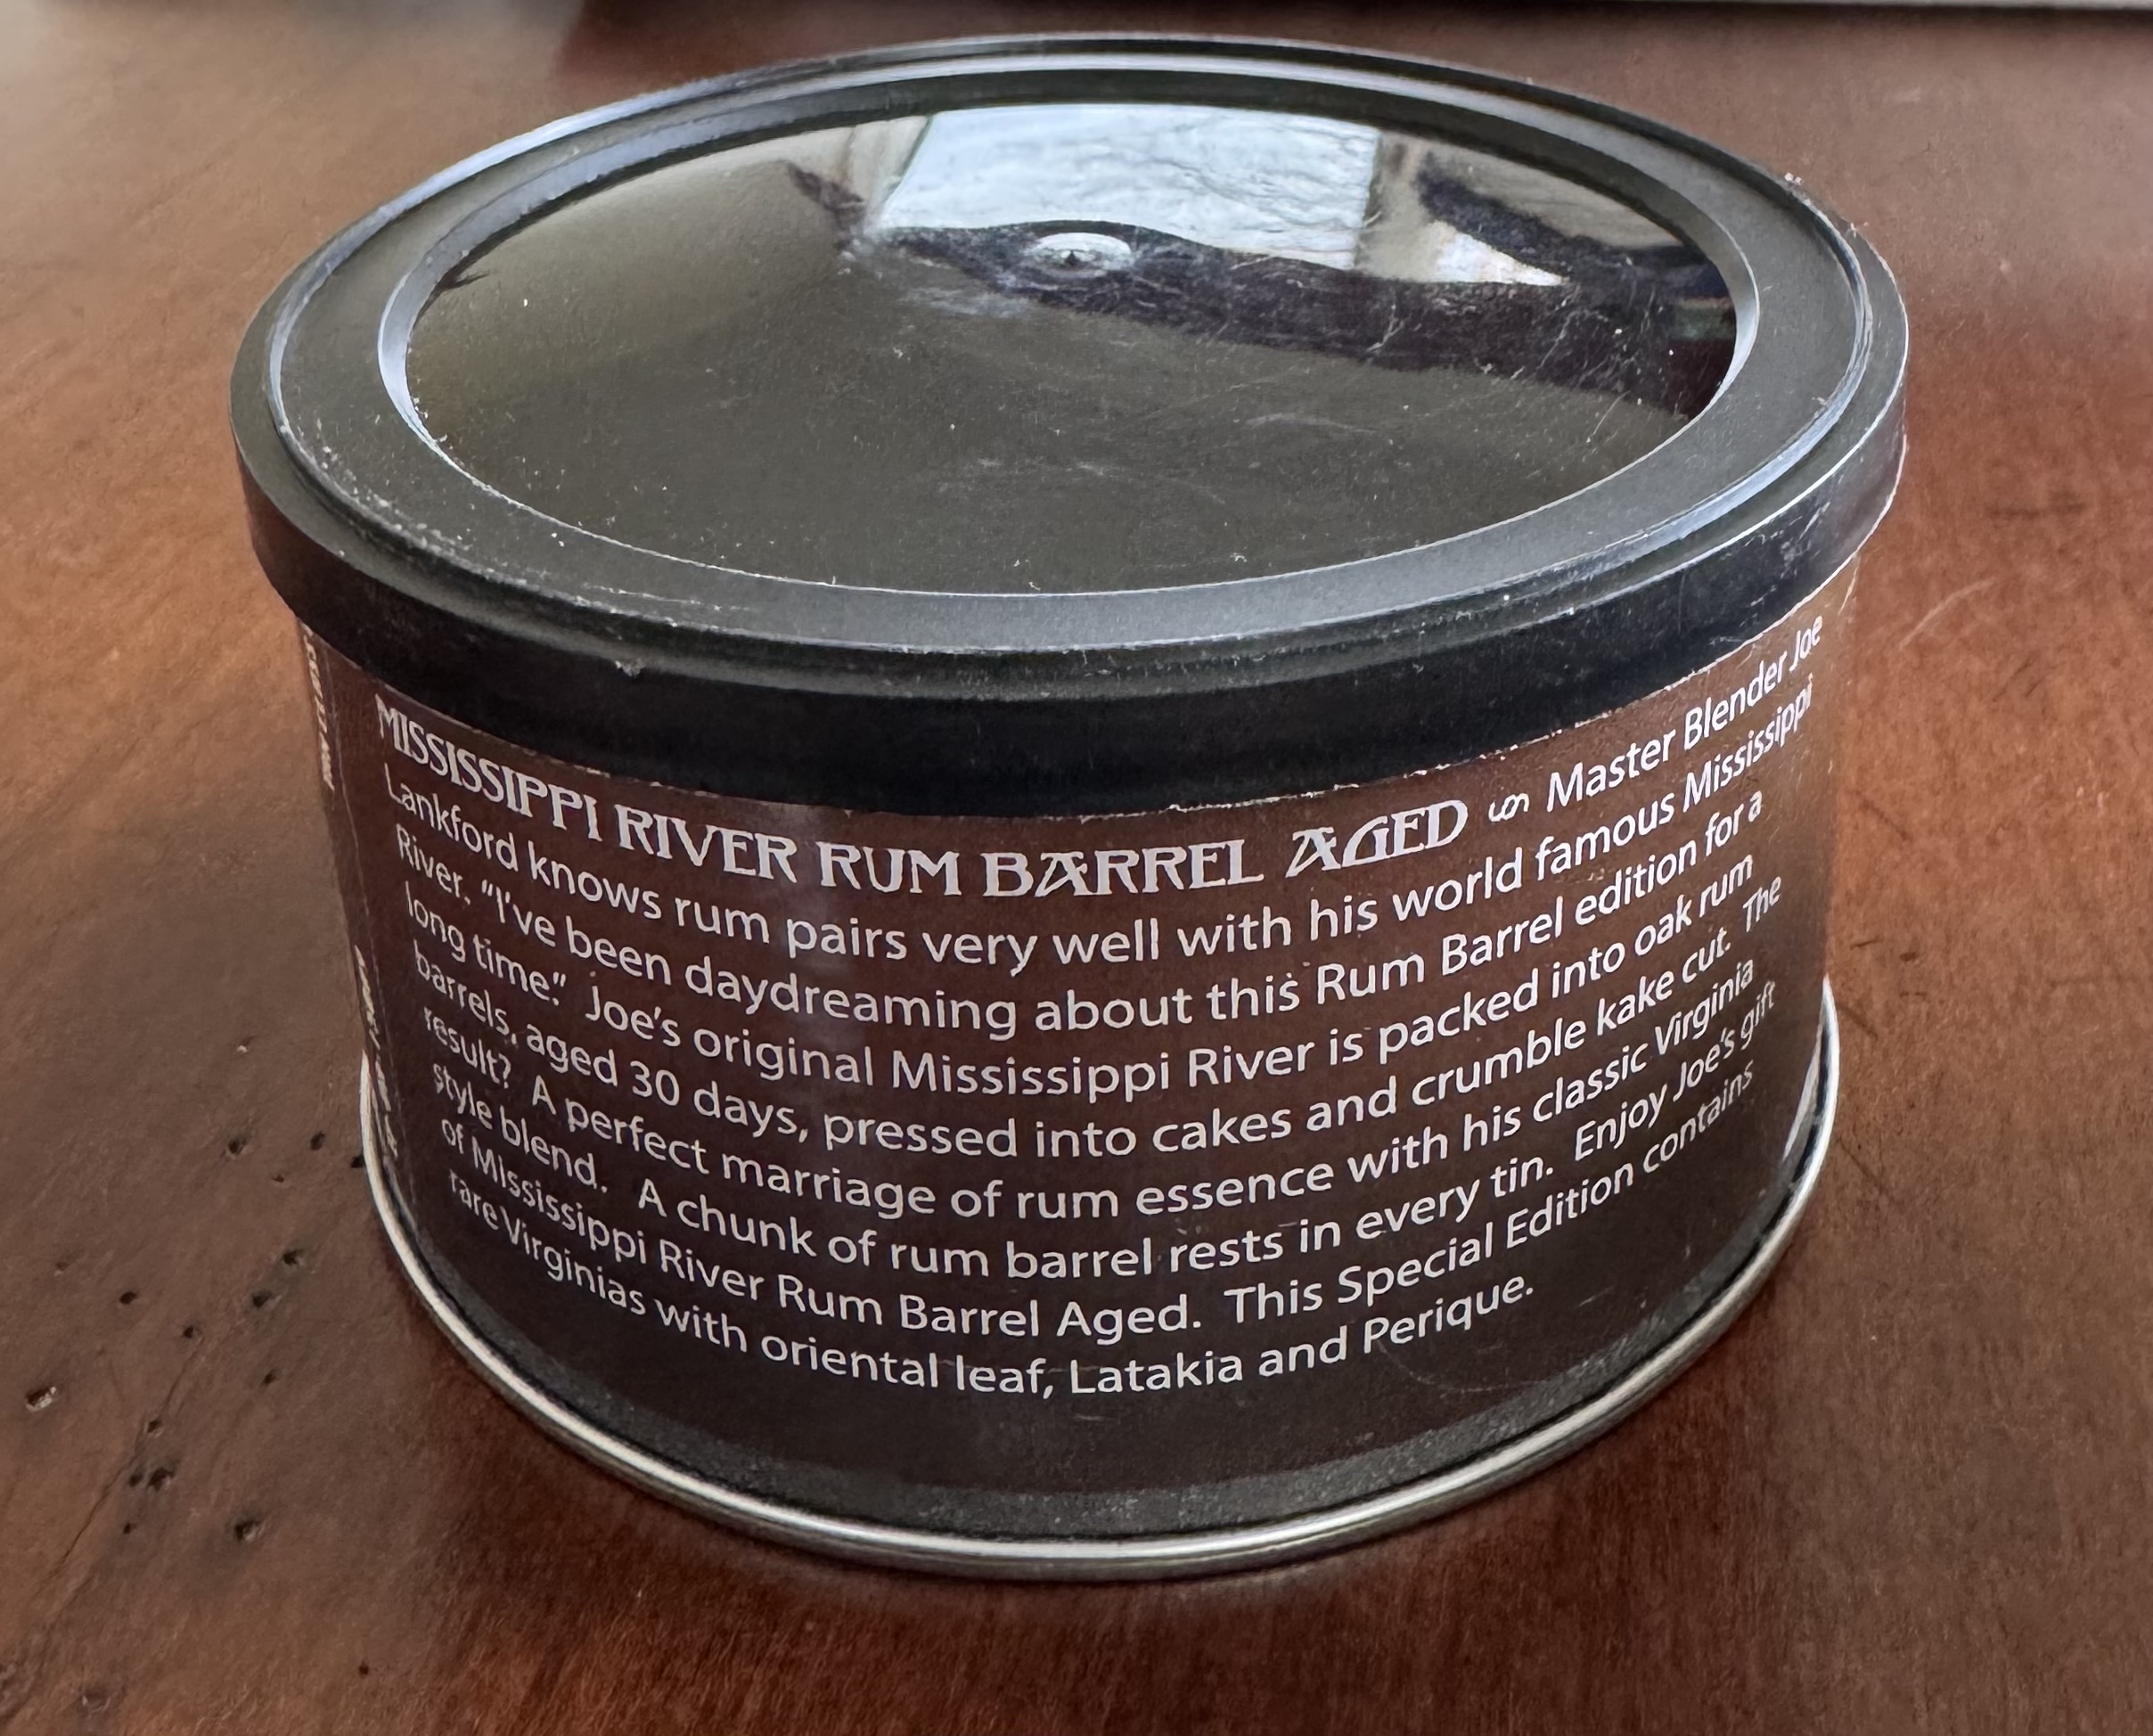 MISSISSIPPI RIVER RUM BARREL AGED Master Blender Joe
Lankford knows rum pairs very well with his world famous Mississippi
River. "I've been daydreaming about this Rum Barrel edition for a
long time." Joe's original Mississippi River is packed into oak rum
barrels, aged 30 days, pressed into cakes and crumble kake cut. The
result? A perfect marriage of rum essence with his classic Virginia
style blend. A chunk of rum barrel rests in every tin. Enjoy Joe's gift
of Mississippi River Rum Barrel Aged. This Special Edition contains
rare Virginias with oriental leaf, Latakia and Perique.